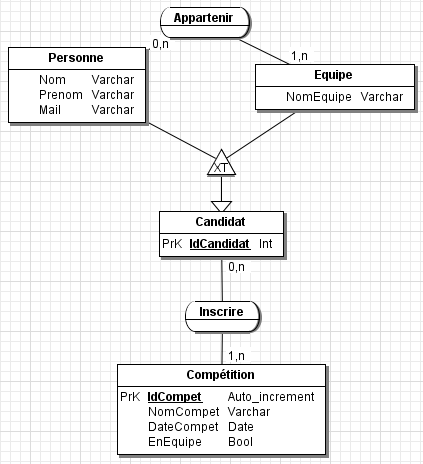 Appartenir
0,n
1,n
Personne
Nom Varchar
Prenom Varchar
Mail Varchar
Equipe
NomEquipe Varchar
XT
Candidat
PrK IdCandidat Int
0,n
Inscrire
1,n
Compétition
PrK IdCompet Auto_increment
NomCompet Varchar
DateCompet Date
EnEquipe Bool